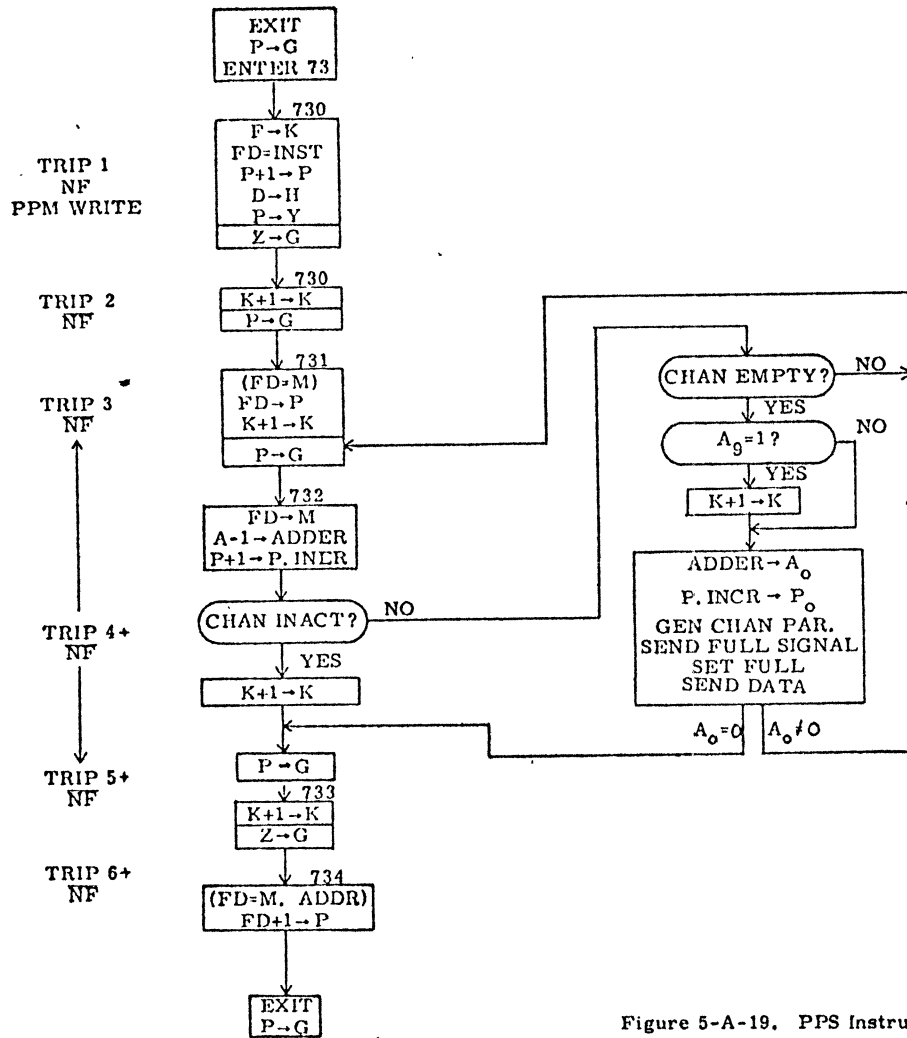 EXIT
P→G
ENTER 73
730
TRIP 1
NF
PPM WRITE
F→K
FD=INST
P+1→P
D→H
P→Y
Z→G
730
TRIP 2
NF
K+1→K
P→G
731
TRIP 3
NF
(FD=M)
FD→P
K+1→K
P→G
732
FD→M
A-1→ADDER
P+1→P. INCR
CHAN INACT?
NO
YES
TRIP 4+
NF
K+1→K
P→G
TRIP 5+
NF
733
K+1→K
Z→G
TRIP 6+
NF
734
(FD=M. ADDR)
FD+1→P
EXIT
P→G
CHAN EMPTY?
NO
YES
A9=1?
NO
YES
K+1→K
ADDER→Ao
P. INCR→Po
GEN CHAN PAR.
SEND FULL SIGNAL
SET FULL
SEND DATA
Ao=0
Ao≠0
Figure 5-A-19. PPS Instru